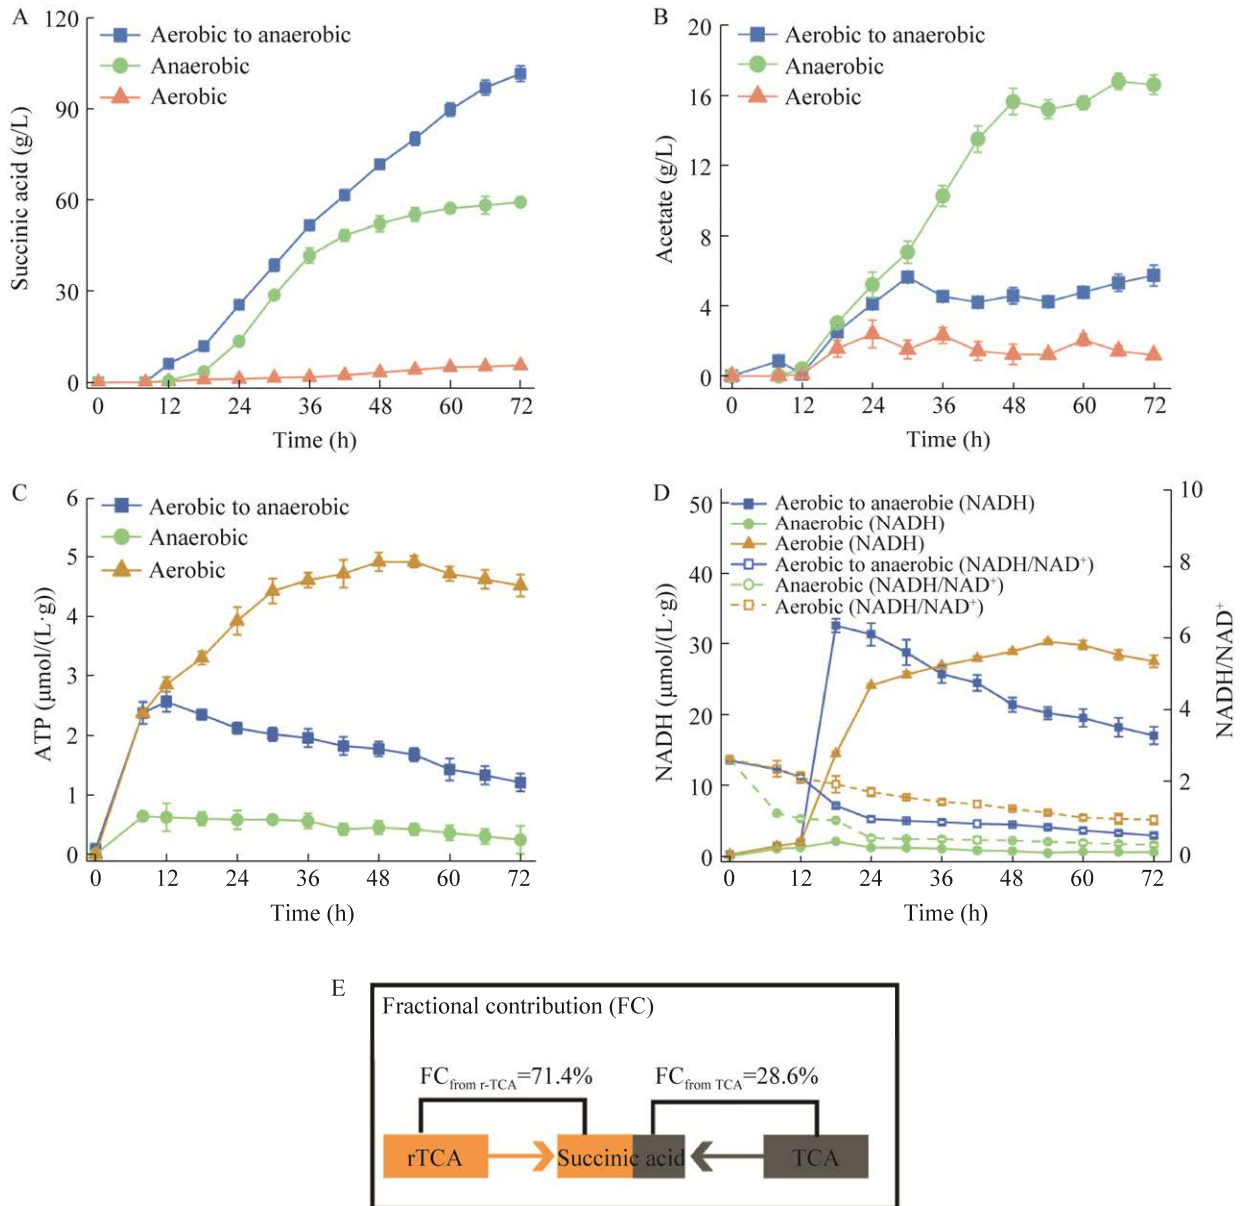 A
Succinic acid (g/L)
120
90
60
30
0
Aerobic to anaerobic
Anaerobic
Aerobic
0 12 24 36 48 60 72
Time (h)
B
Acetate (g/L)
20
16
12
8
4
0
Aerobic to anaerobic
Anaerobic
Aerobic
0 12 24 36 48 60 72
Time (h)
C
ATP (μmol/(L·g))
6
5
4
3
2
1
0
Aerobic to anaerobic
Anaerobic
Aerobic
0 12 24 36 48 60 72
Time (h)
D
NADH (μmol/(L·g))
50
40
30
20
10
0
Aerobic to anaerobie (NADH)
Anaerobic (NADH)
Aerobie (NADH)
Aerobic to anaerobic (NADH/NAD⁺)
Anaerobic (NADH/NAD⁺)
Aerobic (NADH/NAD⁺)
10
8
6
4
2
0
NADH/NAD⁺
0 12 24 36 48 60 72
Time (h)
E
Fractional contribution (FC)
FC from r-TCA=71.4% FC from TCA=28.6%
rTCA Succinic acid TCA